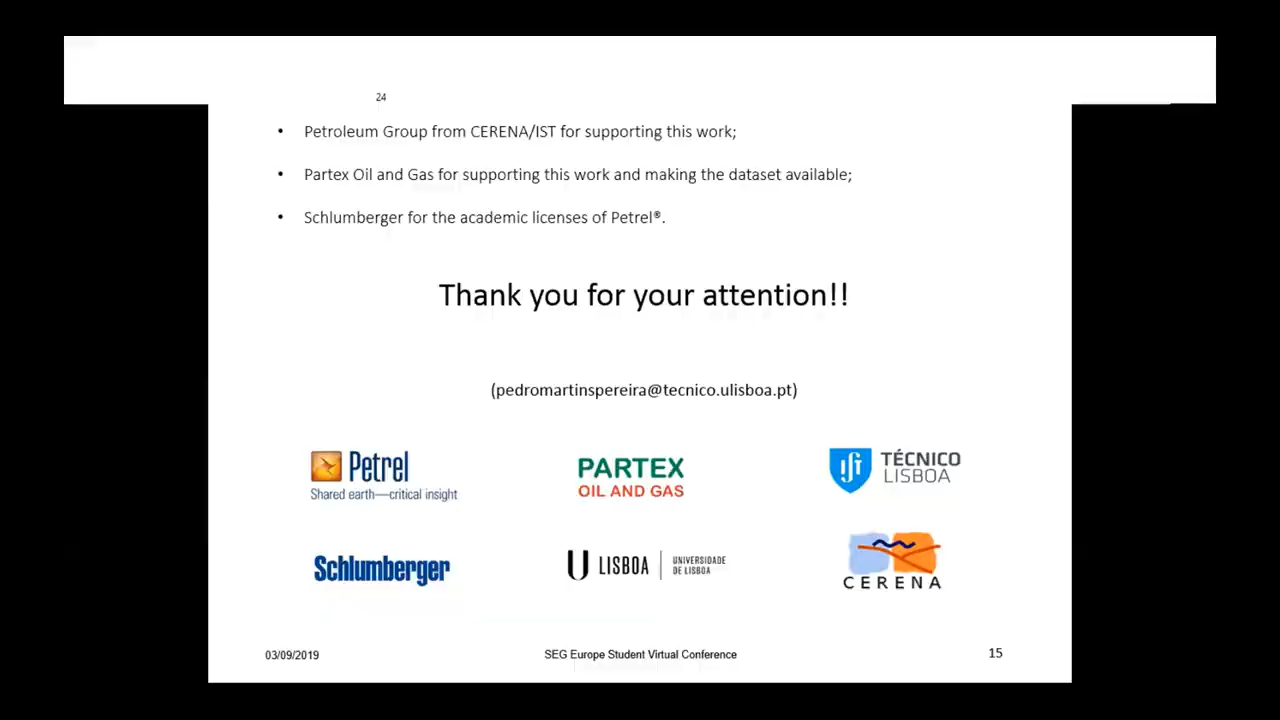 24
• Petroleum Group from CERENA/IST for supporting this work;
• Partex Oil and Gas for supporting this work and making the dataset available;
• Schlumberger for the academic licenses of Petrel®.
Thank you for your attention!!
(pedromartinspereira@tecnico.ulisboa.pt)
Petrel
Shared earth—critical insight
PARTEX
OIL AND GAS
TÉCNICO
LISBOA
Schlumberger
U LISBOA | UNIVERSIDADE
DE LISBOA
CERENA
03/09/2019
SEG Europe Student Virtual Conference
15